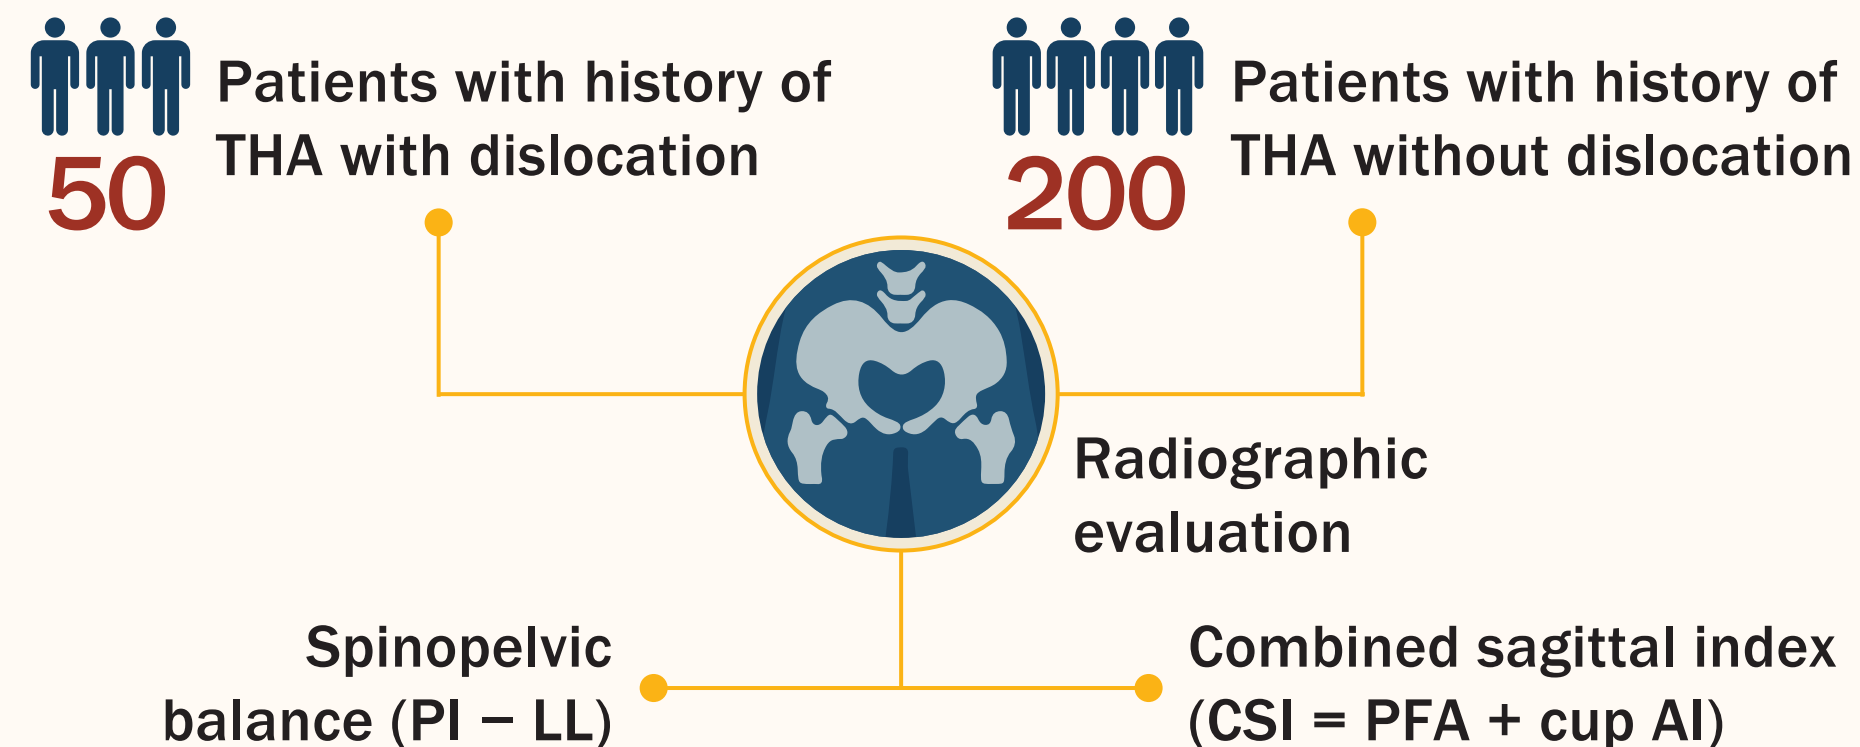 Patients with history of
THA with dislocation
50
Patients with history of
THA without dislocation
200
Radiographic
evaluation
Spinopelvic
balance (PI − LL)
Combined sagittal index
(CSI = PFA + cup AI)